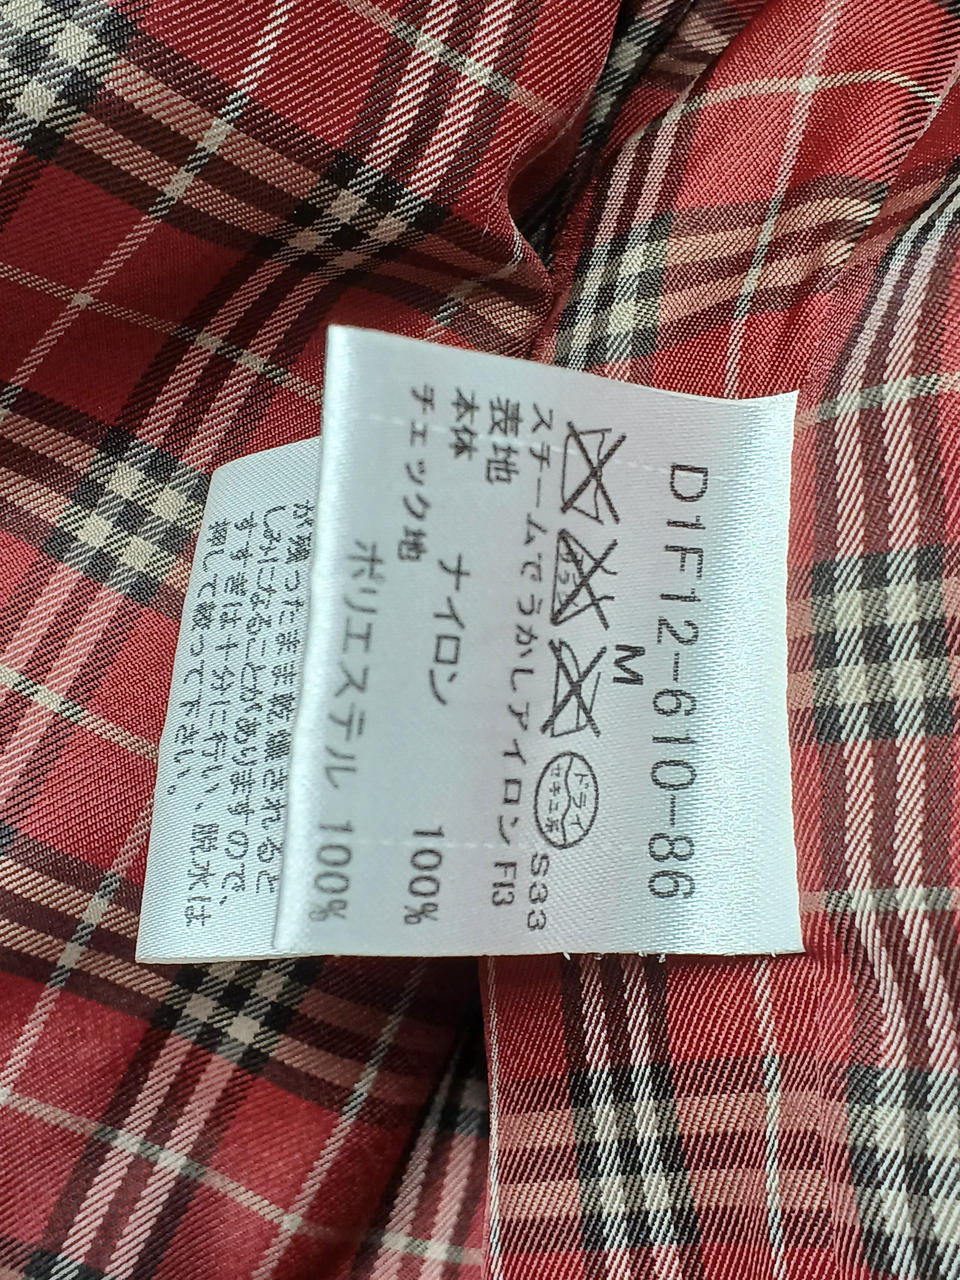 D1F12-610-86
M
ドライ
セキユ系
S33
スチームでうかしアイロン F13
表地
本体
ナイロン 100%
チェック地
ポリエステル 100%
が残ったまま乾燥されると
しみになることがありますので
すすぎは十分に行い、脱水は
押して絞って下さい。